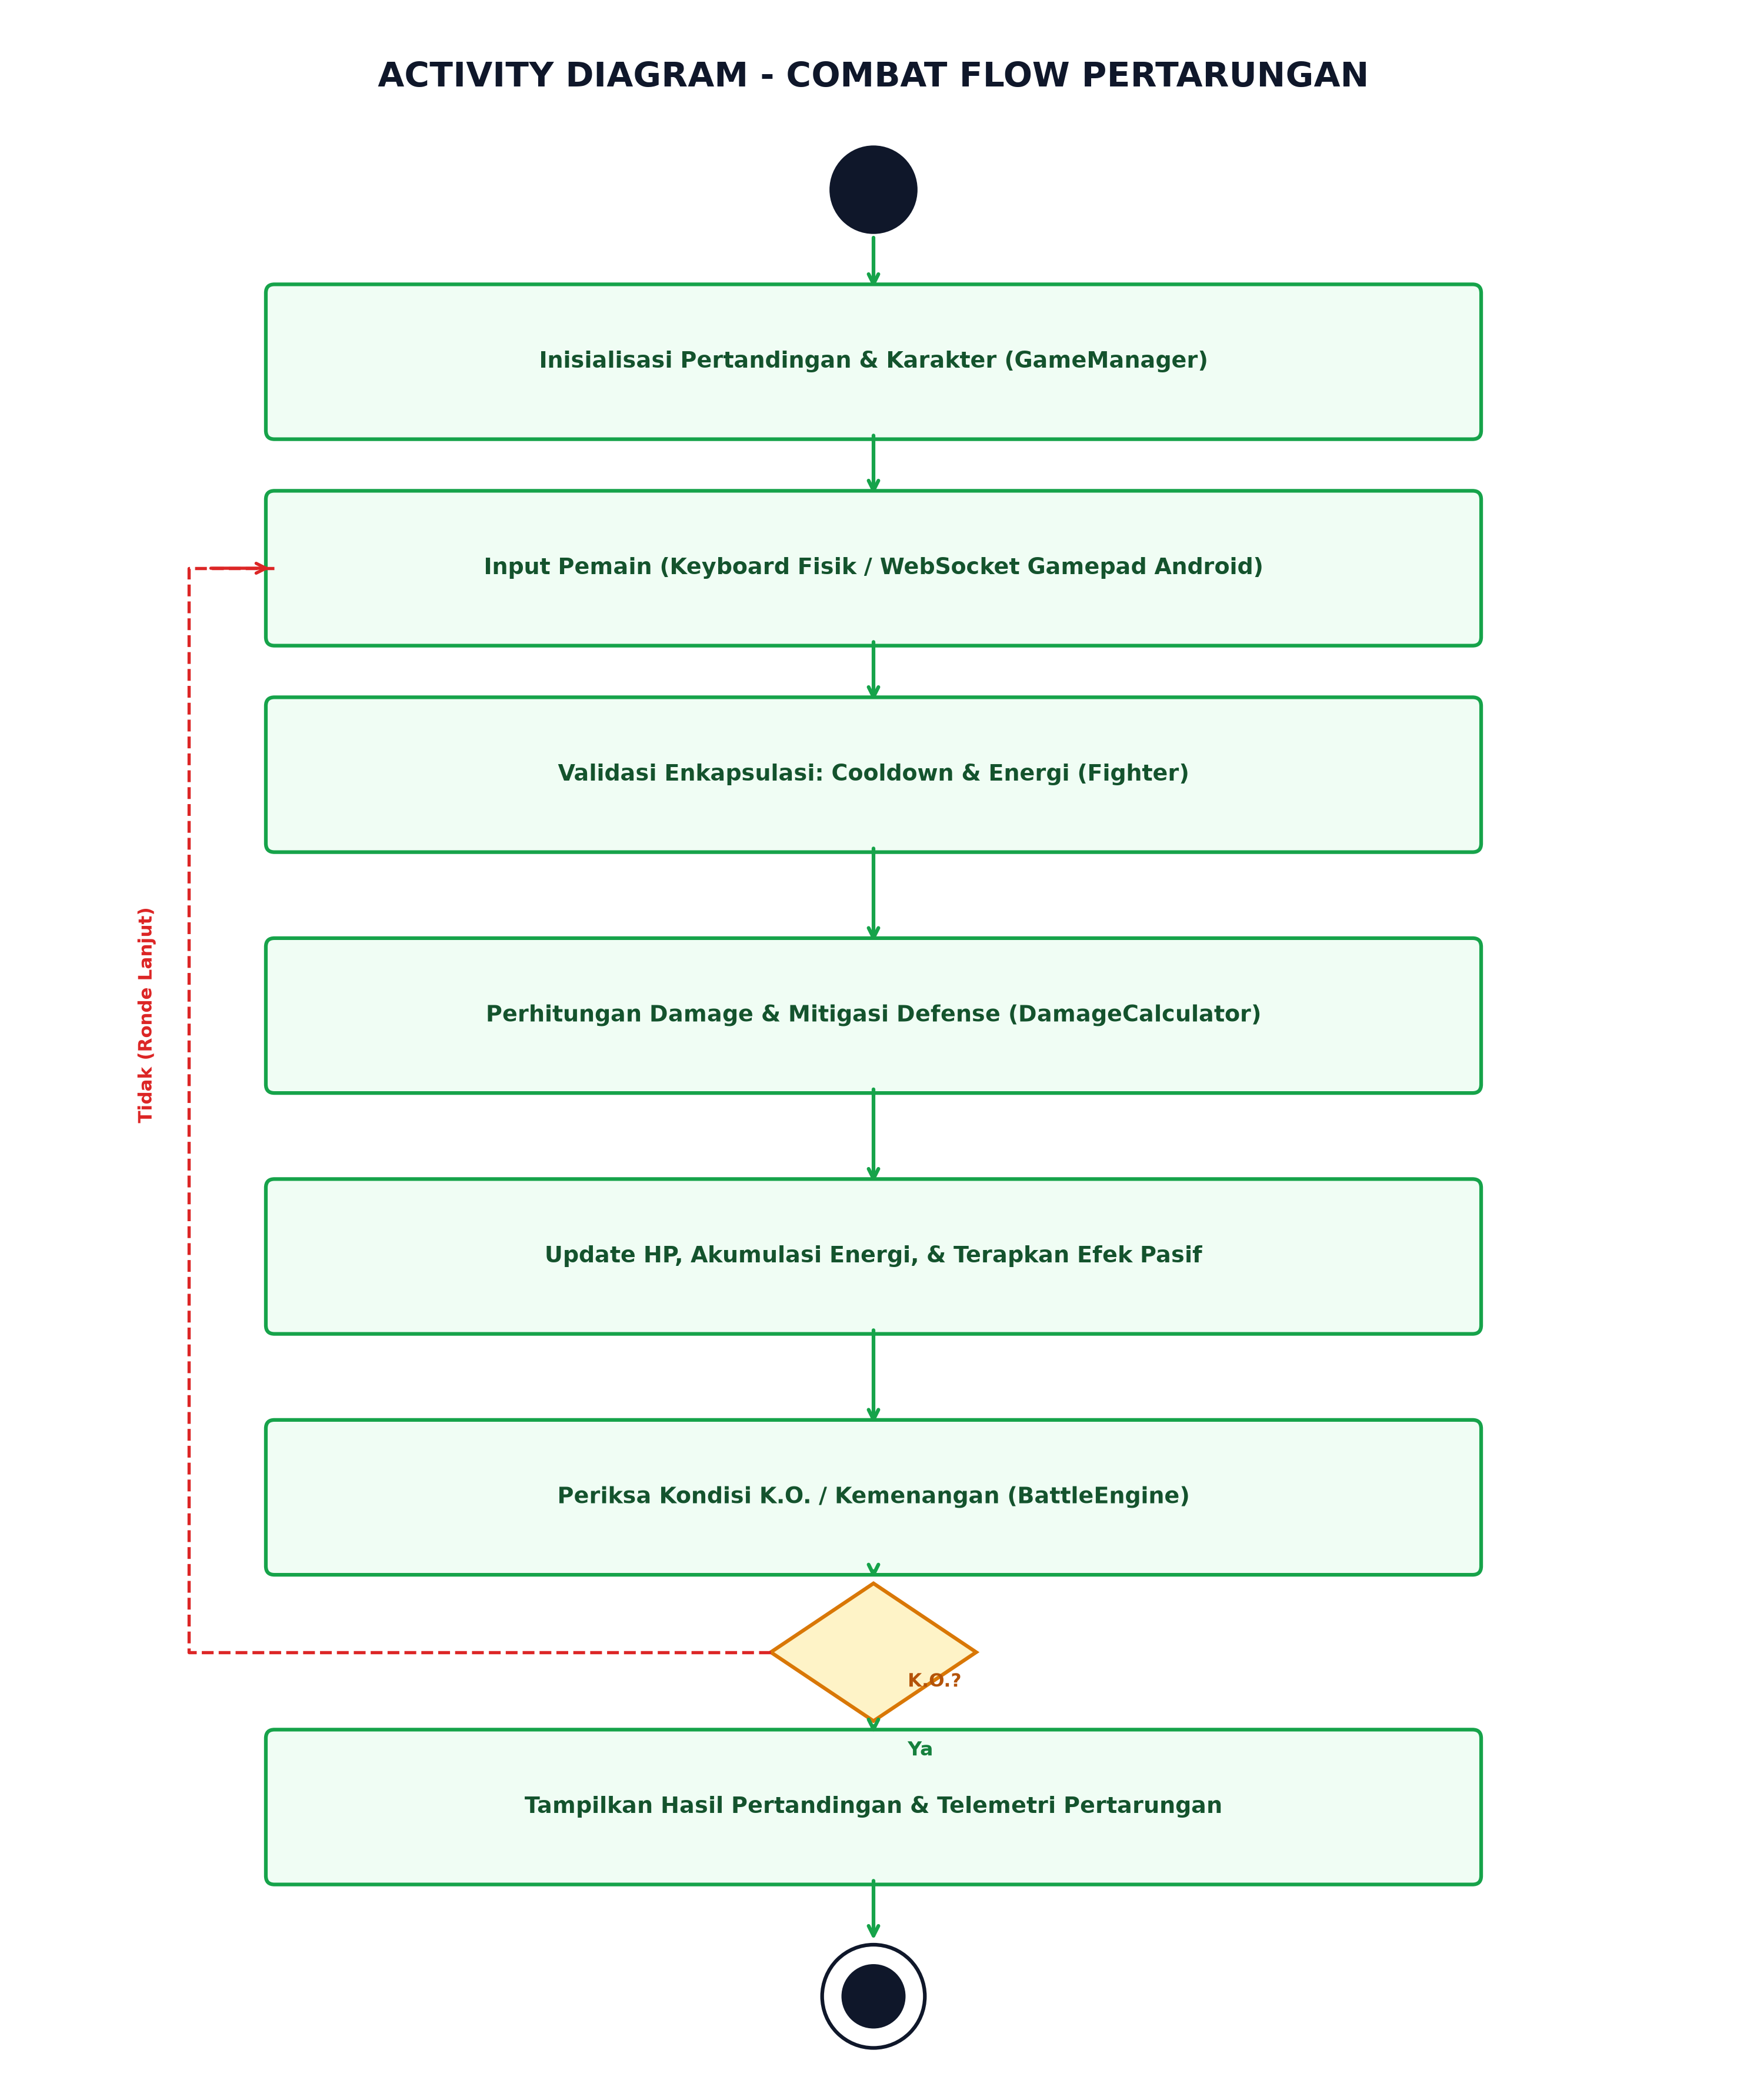 ACTIVITY DIAGRAM - COMBAT FLOW PERTARUNGAN
Inisialisasi Pertandingan & Karakter (GameManager)
Input Pemain (Keyboard Fisik / WebSocket Gamepad Android)
Validasi Enkapsulasi: Cooldown & Energi (Fighter)
Tidak (Ronde Lanjut)
Perhitungan Damage & Mitigasi Defense (DamageCalculator)
Update HP, Akumulasi Energi, & Terapkan Efek Pasif
Periksa Kondisi K.O. / Kemenangan (BattleEngine)
K.O.?
Ya
Tampilkan Hasil Pertandingan & Telemetri Pertarungan